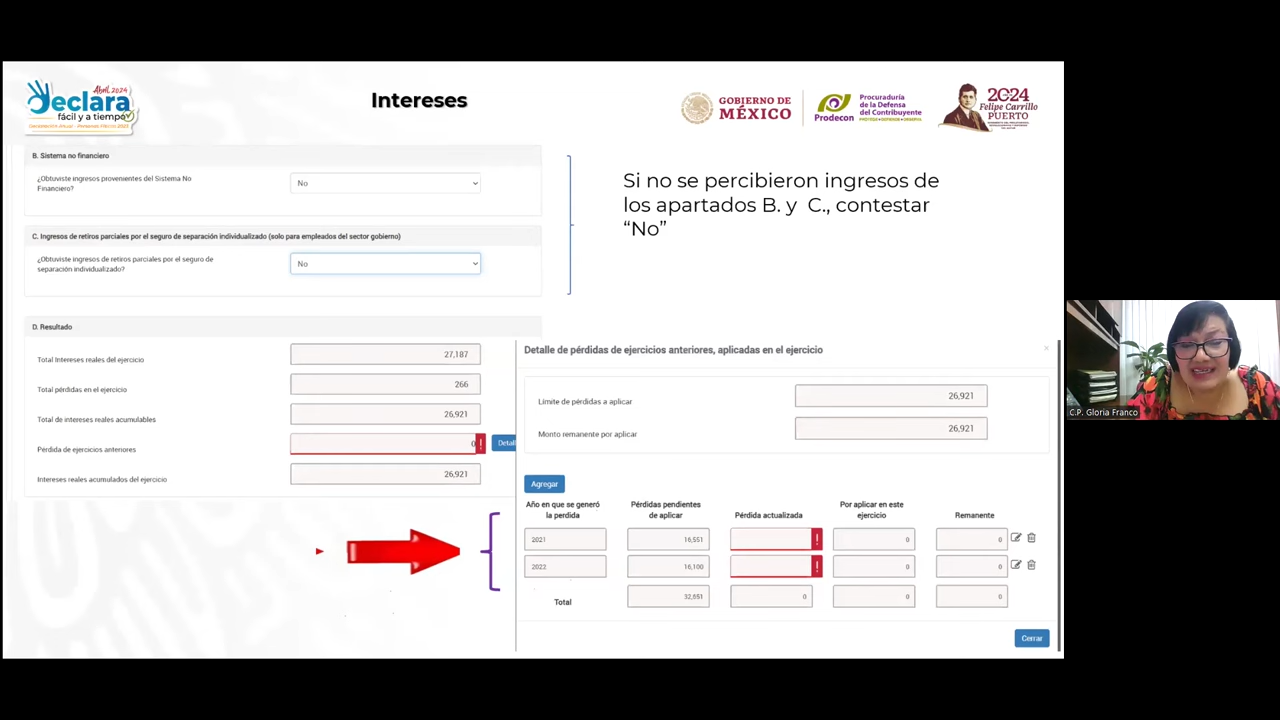 Abril 2024
Declara
fácil y a tiempo
Declaración Anual - Personas Físicas 2023
Intereses
GOBIERNO DE
MÉXICO
Prodecon
Procuraduría
de la Defensa
del Contribuyente
2024
Felipe Carrillo
PUERTO
B. Sistema no financiero
¿Obtuviste ingresos provenientes del Sistema No
Financiero?
No
C. Ingresos de retiros parciales por el seguro de separación individualizado (solo para empleados del sector gobierno)
¿Obtuviste ingresos de retiros parciales por el seguro de
separación individualizado?
No
Si no se percibieron ingresos de
los apartados B. y C., contestar
“No”
D. Resultado
Total Intereses reales del ejercicio 27,187
Total pérdidas en el ejercicio 266
Total de intereses reales acumulables 26,921
Pérdida de ejercicios anteriores 0 ! Detall
Intereses reales acumulados del ejercicio 26,921
Detalle de pérdidas de ejercicios anteriores, aplicadas en el ejercicio ×
Límite de pérdidas a aplicar 26,921
Monto remanente por aplicar 26,921
Agregar
Año en que se generó la perdida Pérdidas pendientes de aplicar Pérdida actualizada Por aplicar en este ejercicio Remanente
2021 16,551 ! 0 0
2022 16,100 ! 0 0
Total 32,651 0 0 0
Cerrar
C.P. Gloria Franco